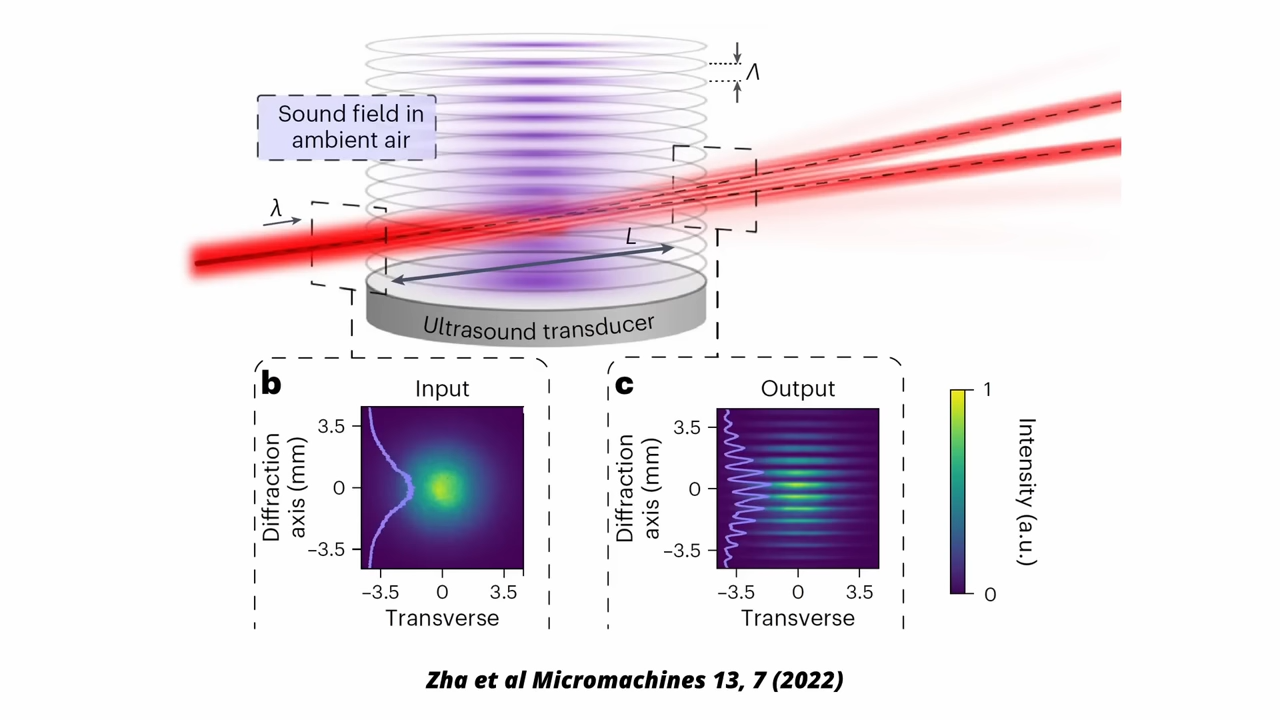 Λ
Sound field in
ambient air
λ
L
Ultrasound transducer
b
Input
Diffraction
axis (mm)
3.5
0
−3.5
−3.5 0 3.5
Transverse
c
Output
Diffraction
axis (mm)
3.5
0
−3.5
−3.5 0 3.5
Transverse
1
0
Intensity (a.u.)
Zha et al Micromachines 13, 7 (2022)